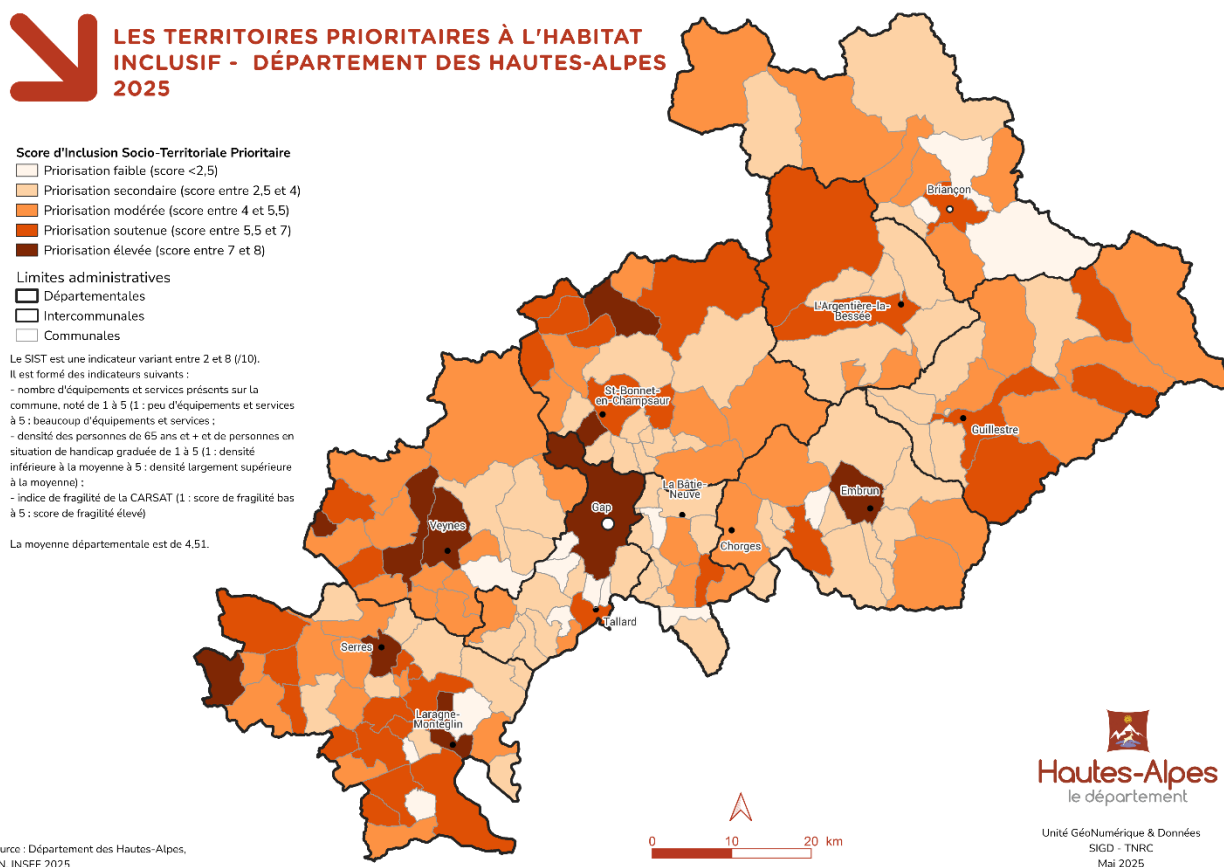 LES TERRITOIRES PRIORITAIRES À L'HABITAT
INCLUSIF - DÉPARTEMENT DES HAUTES-ALPES
2025
Score d'Inclusion Socio-Territoriale Prioritaire
Priorisation faible (score <2,5)
Priorisation secondaire (score entre 2,5 et 4)
Priorisation modérée (score entre 4 et 5,5)
Priorisation soutenue (score entre 5,5 et 7)
Priorisation élevée (score entre 7 et 8)
Limites administratives
Départementales
Intercommunales
Communales
Le SIST est une indicateur variant entre 2 et 8 (/10).
Il est formé des indicateurs suivants :
- nombre d'équipements et services présents sur la
commune, noté de 1 à 5 (1 : peu d'équipements et services
à 5 : beaucoup d'équipements et services ;
- densité des personnes de 65 ans et + et de personnes en
situation de handicap graduée de 1 à 5 (1 : densité
inférieure à la moyenne à 5 : densité largement supérieure
à la moyenne) ;
- indice de fragilité de la CARSAT (1 : score de fragilité bas
à 5 : score de fragilité élevé)
La moyenne départementale est de 4,51.
Briançon
L'Argentière-la-
Bessée
St-Bonnet-
en-Champsaur
Guillestre
La Bâtie-
Neuve
Embrun
Gap
Veynes
Chorges
Tallard
Serres
Laragne-
Montéglin
0 10 20 km
Hautes-Alpes
le département
Unité GéoNumérique & Données
SIGD - TNRC
Mai 2025
: Département des Hautes-Alpes,
INSEE 2025